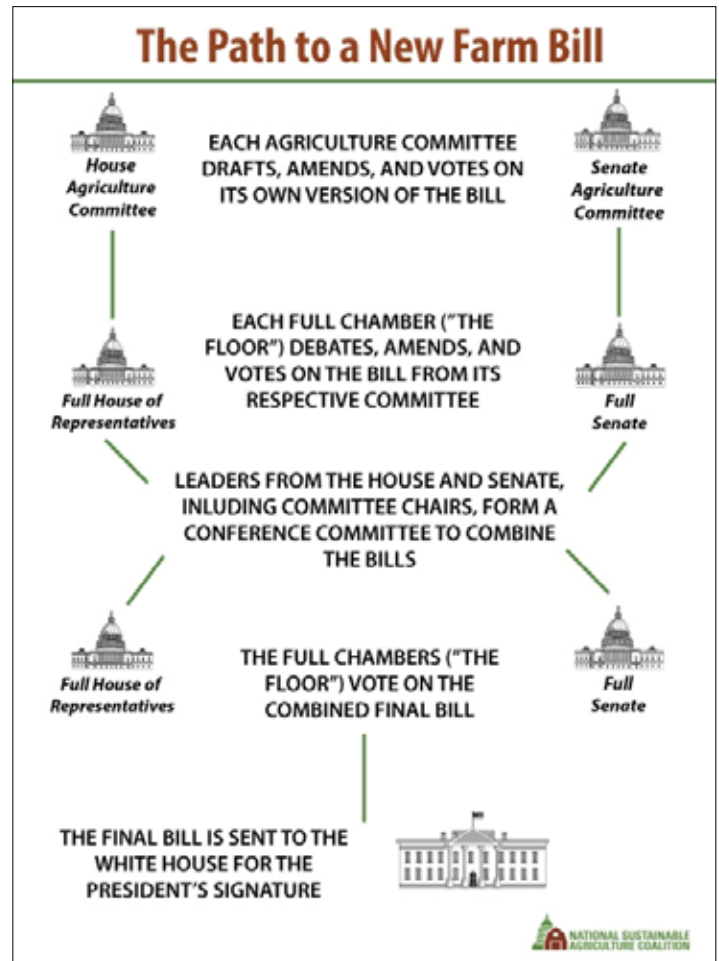 The Path to a New Farm Bill
House
Agriculture
Committee
EACH AGRICULTURE COMMITTEE
DRAFTS, AMENDS, AND VOTES ON
ITS OWN VERSION OF THE BILL
Senate
Agriculture
Committee
Full House of
Representatives
EACH FULL CHAMBER ("THE
FLOOR") DEBATES, AMENDS, AND
VOTES ON THE BILL FROM ITS
RESPECTIVE COMMITTEE
Full
Senate
LEADERS FROM THE HOUSE AND SENATE,
INLUDING COMMITTEE CHAIRS, FORM A
CONFERENCE COMMITTEE TO COMBINE
THE BILLS
Full House of
Representatives
THE FULL CHAMBERS ("THE
FLOOR") VOTE ON THE
COMBINED FINAL BILL
Full
Senate
THE FINAL BILL IS SENT TO THE
WHITE HOUSE FOR THE
PRESIDENT'S SIGNATURE
NATIONAL SUSTAINABLE
AGRICULTURE COALITION